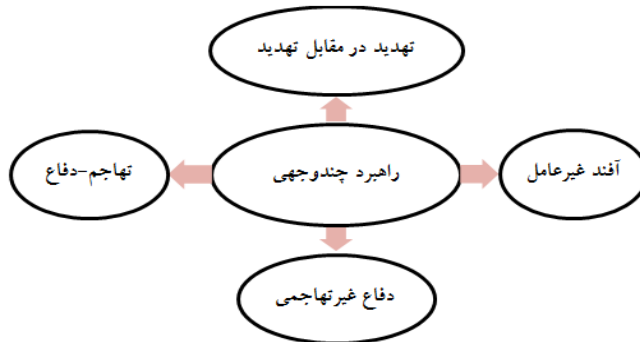 تهدید در مقابل تهدید
آفند غیرعامل
راهبرد چندوجهی
تهاجم-دفاع
دفاع غیرتهاجمی